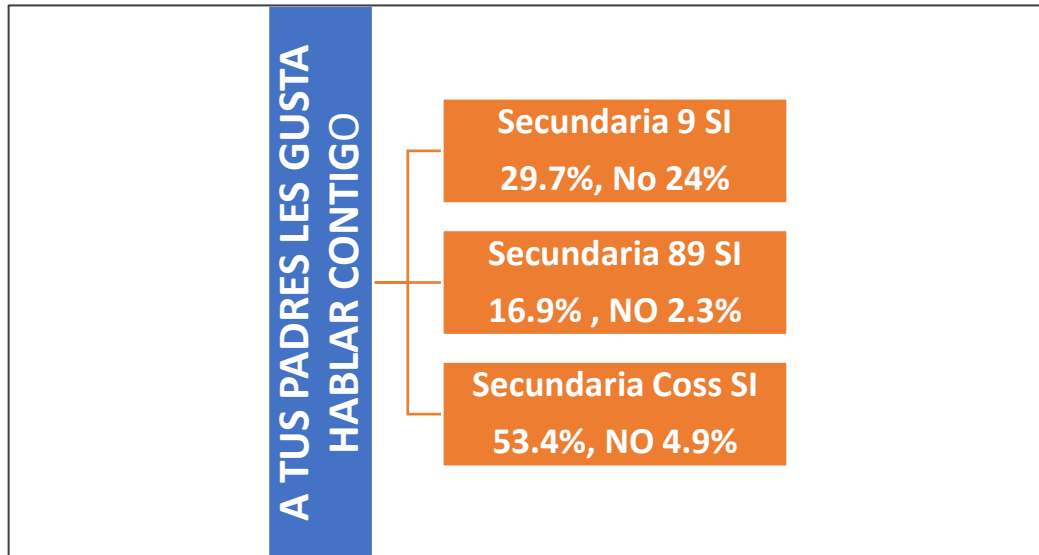 A TUS PADRES LES GUSTA
HABLAR CONTIGO
Secundaria 9 SI
29.7%, No 24%
Secundaria 89 SI
16.9% , NO 2.3%
Secundaria Coss SI
53.4%, NO 4.9%